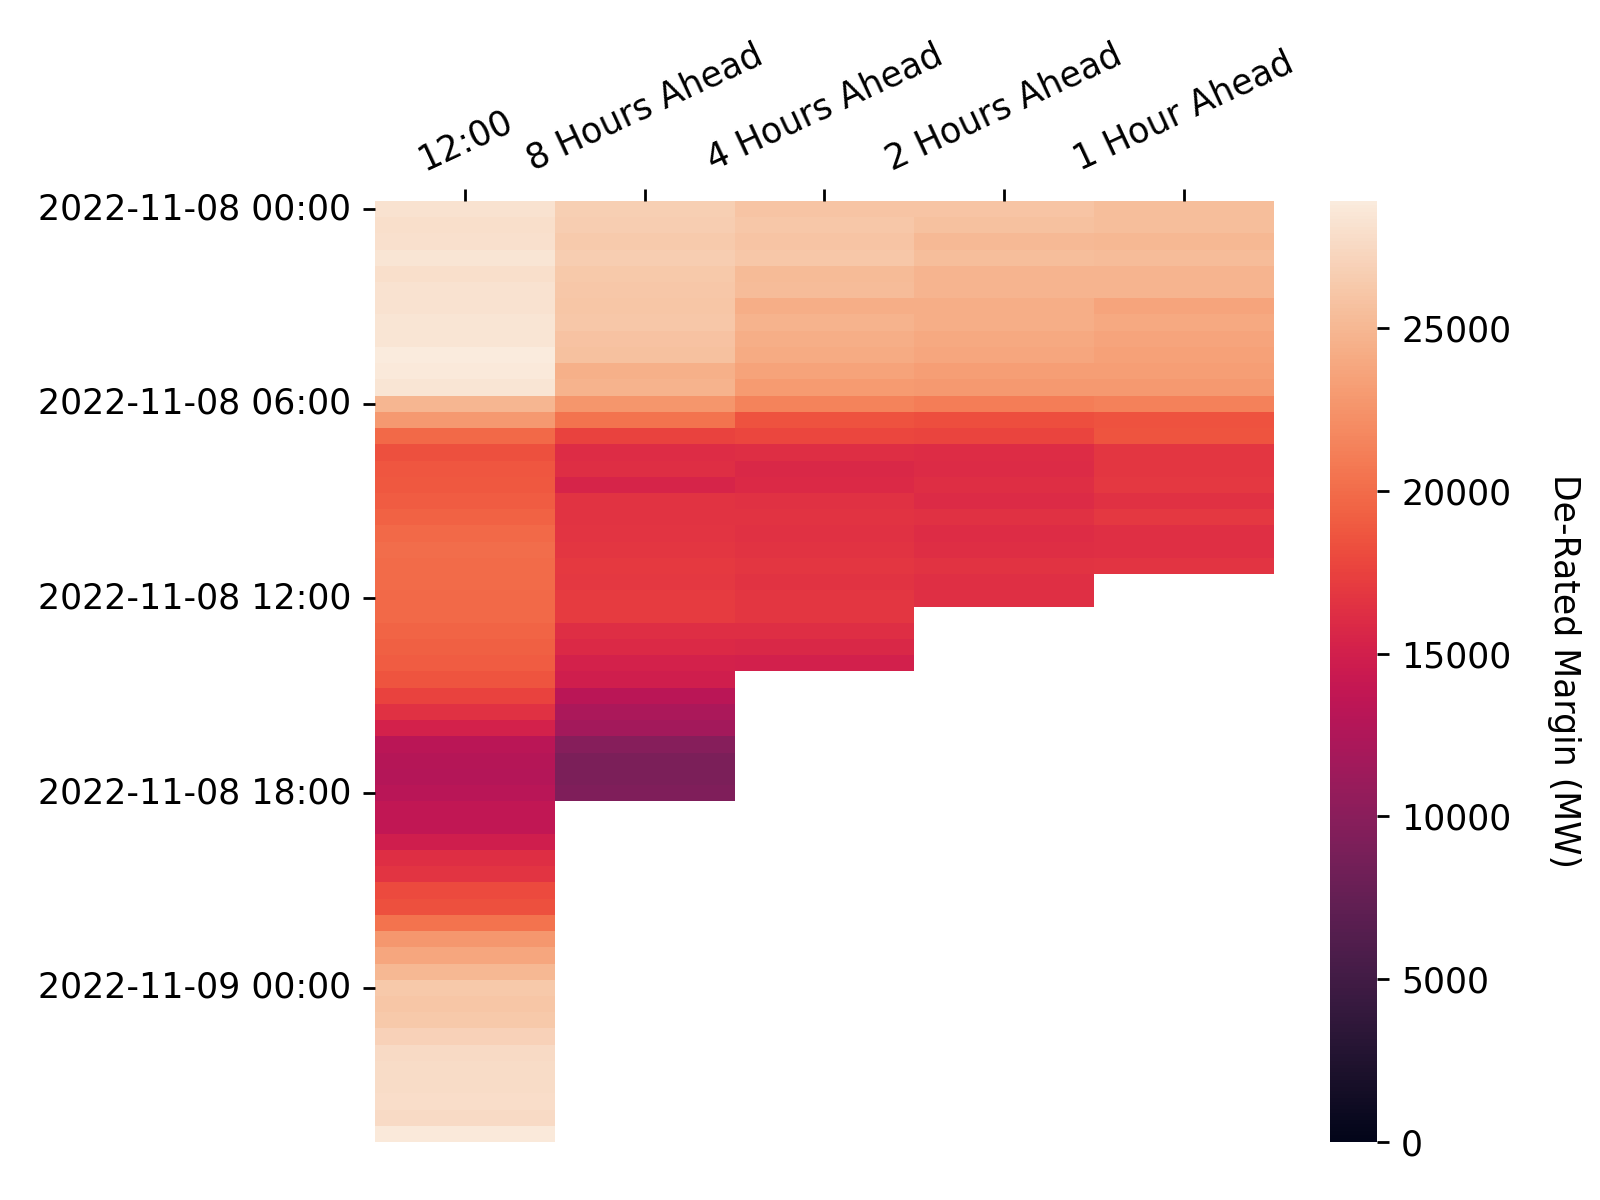 12:00
8 Hours Ahead
4 Hours Ahead
2 Hours Ahead
1 Hour Ahead
2022-11-08 00:00
2022-11-08 06:00
2022-11-08 12:00
2022-11-08 18:00
2022-11-09 00:00
25000
20000
15000
10000
5000
0
De-Rated Margin (MW)